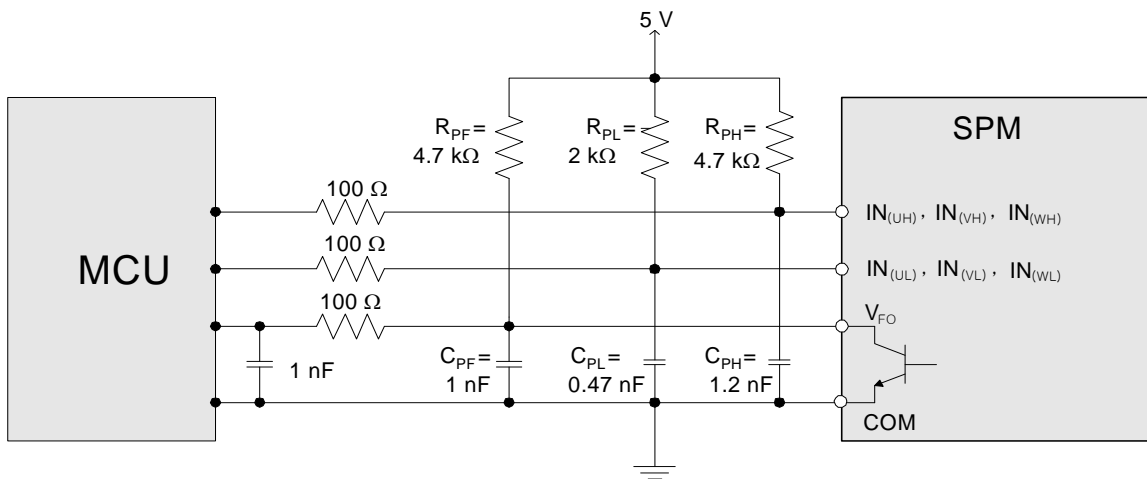 5 V
R_PF=
4.7 kΩ
R_PL=
2 kΩ
R_PH=
4.7 kΩ
SPM
MCU
100 Ω
100 Ω
100 Ω
IN(UH), IN(VH), IN(WH)
IN(UL), IN(VL), IN(WL)
V_FO
1 nF
C_PF=
1 nF
C_PL=
0.47 nF
C_PH=
1.2 nF
COM